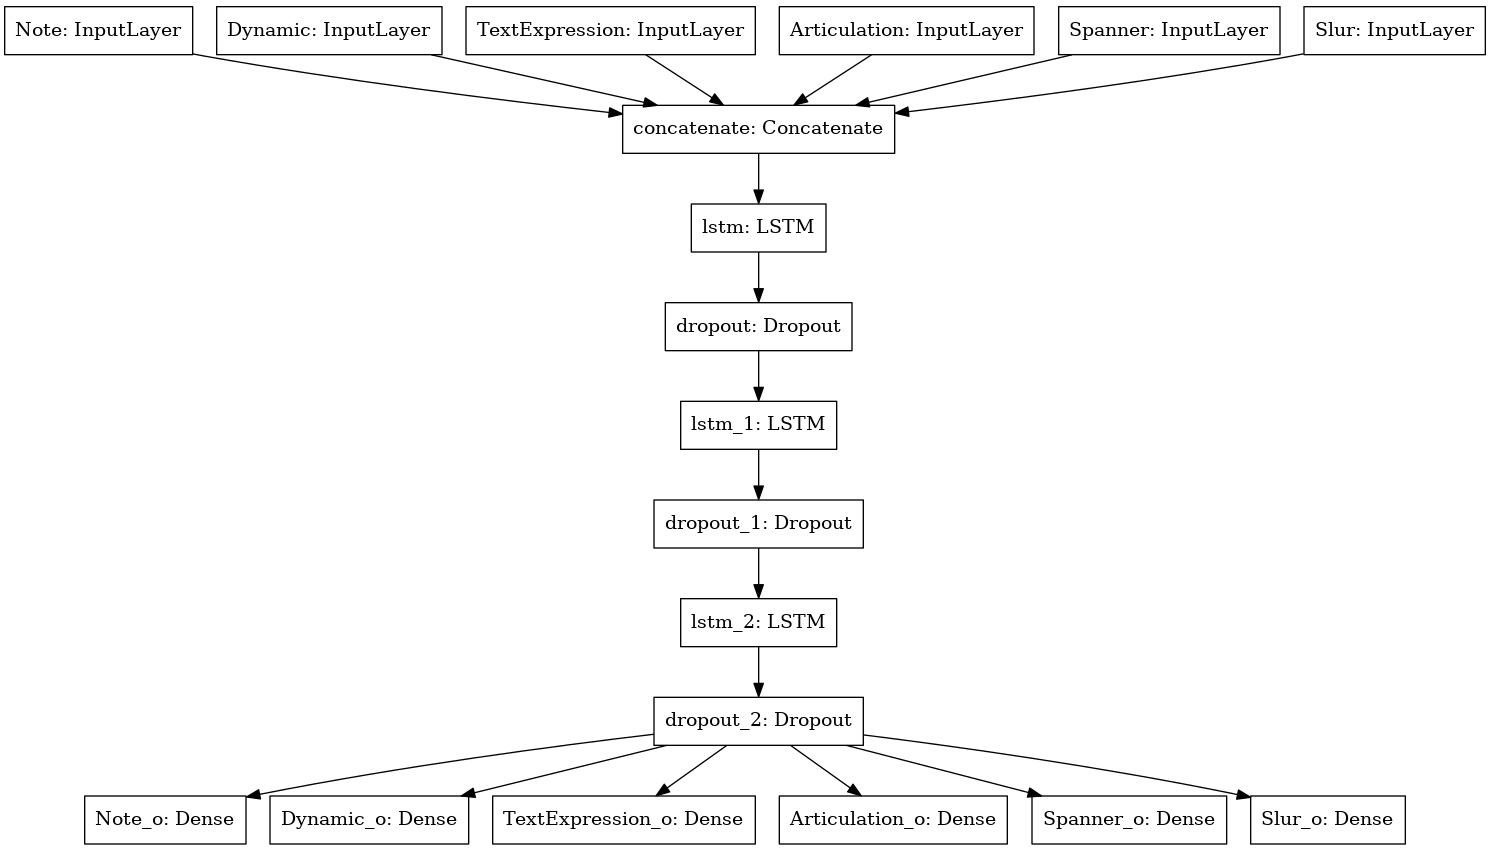 Note: InputLayer
Dynamic: InputLayer
TextExpression: InputLayer
Articulation: InputLayer
Spanner: InputLayer
Slur: InputLayer
concatenate: Concatenate
lstm: LSTM
dropout: Dropout
lstm_1: LSTM
dropout_1: Dropout
lstm_2: LSTM
dropout_2: Dropout
Note_o: Dense
Dynamic_o: Dense
TextExpression_o: Dense
Articulation_o: Dense
Spanner_o: Dense
Slur_o: Dense